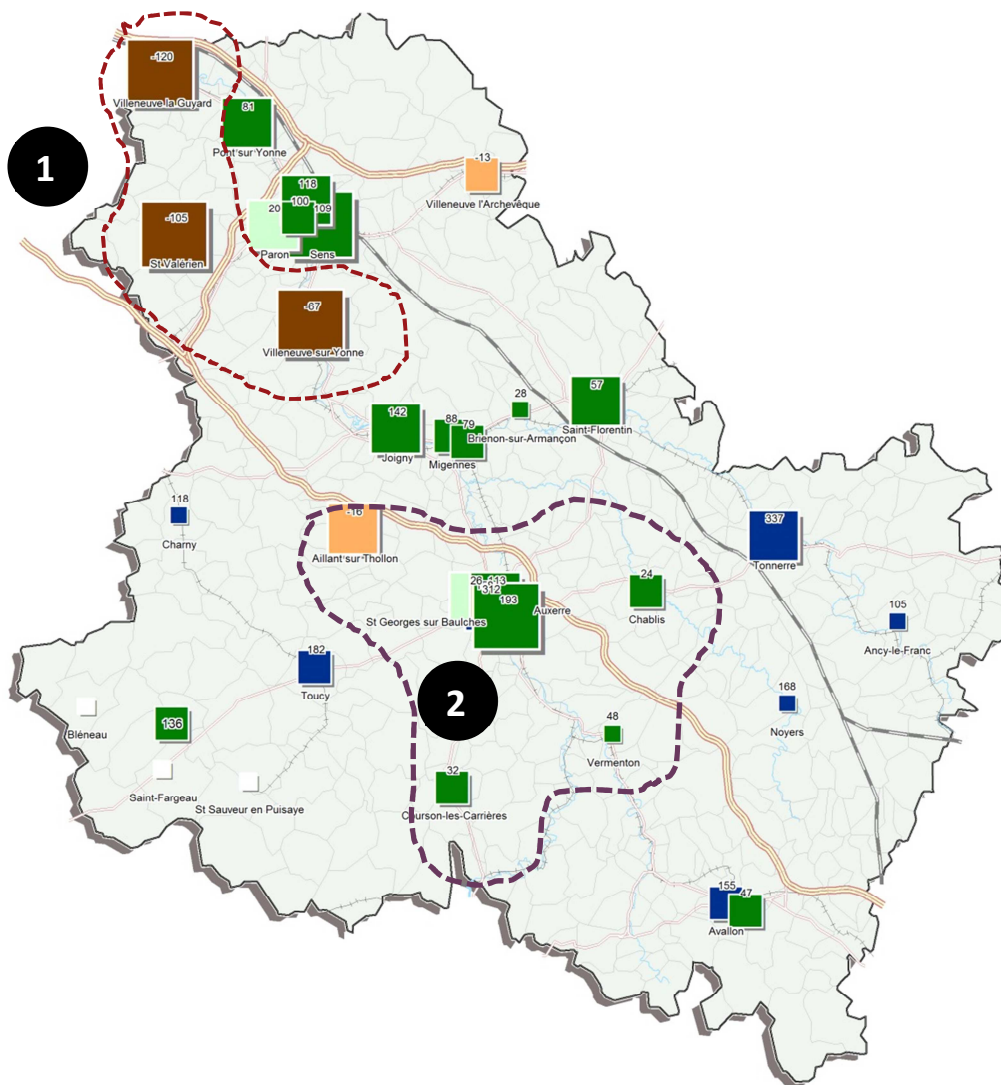 -120
Villeneuve la Guyard
81
Pont sur Yonne
1
-13
Villeneuve l'Archevêque
118
100
20
109
-105
St Valérien
Paron
Sens
-67
Villeneuve sur Yonne
57
28
Saint-Florentin
142
88
79
Brienon-sur-Armançon
Joigny
Migennes
118
Charny
-16
Aillant sur Thollon
337
Tonnerre
26
113
312
193
24
Auxerre
St Georges sur Baulches
Chablis
105
Ancy-le-Franc
182
Toucy
2
168
Noyers
136
Bléneau
48
Vermenton
32
Saint-Fargeau
St Sauveur en Puisaye
Courson-les-Carrières
155
47
Avallon